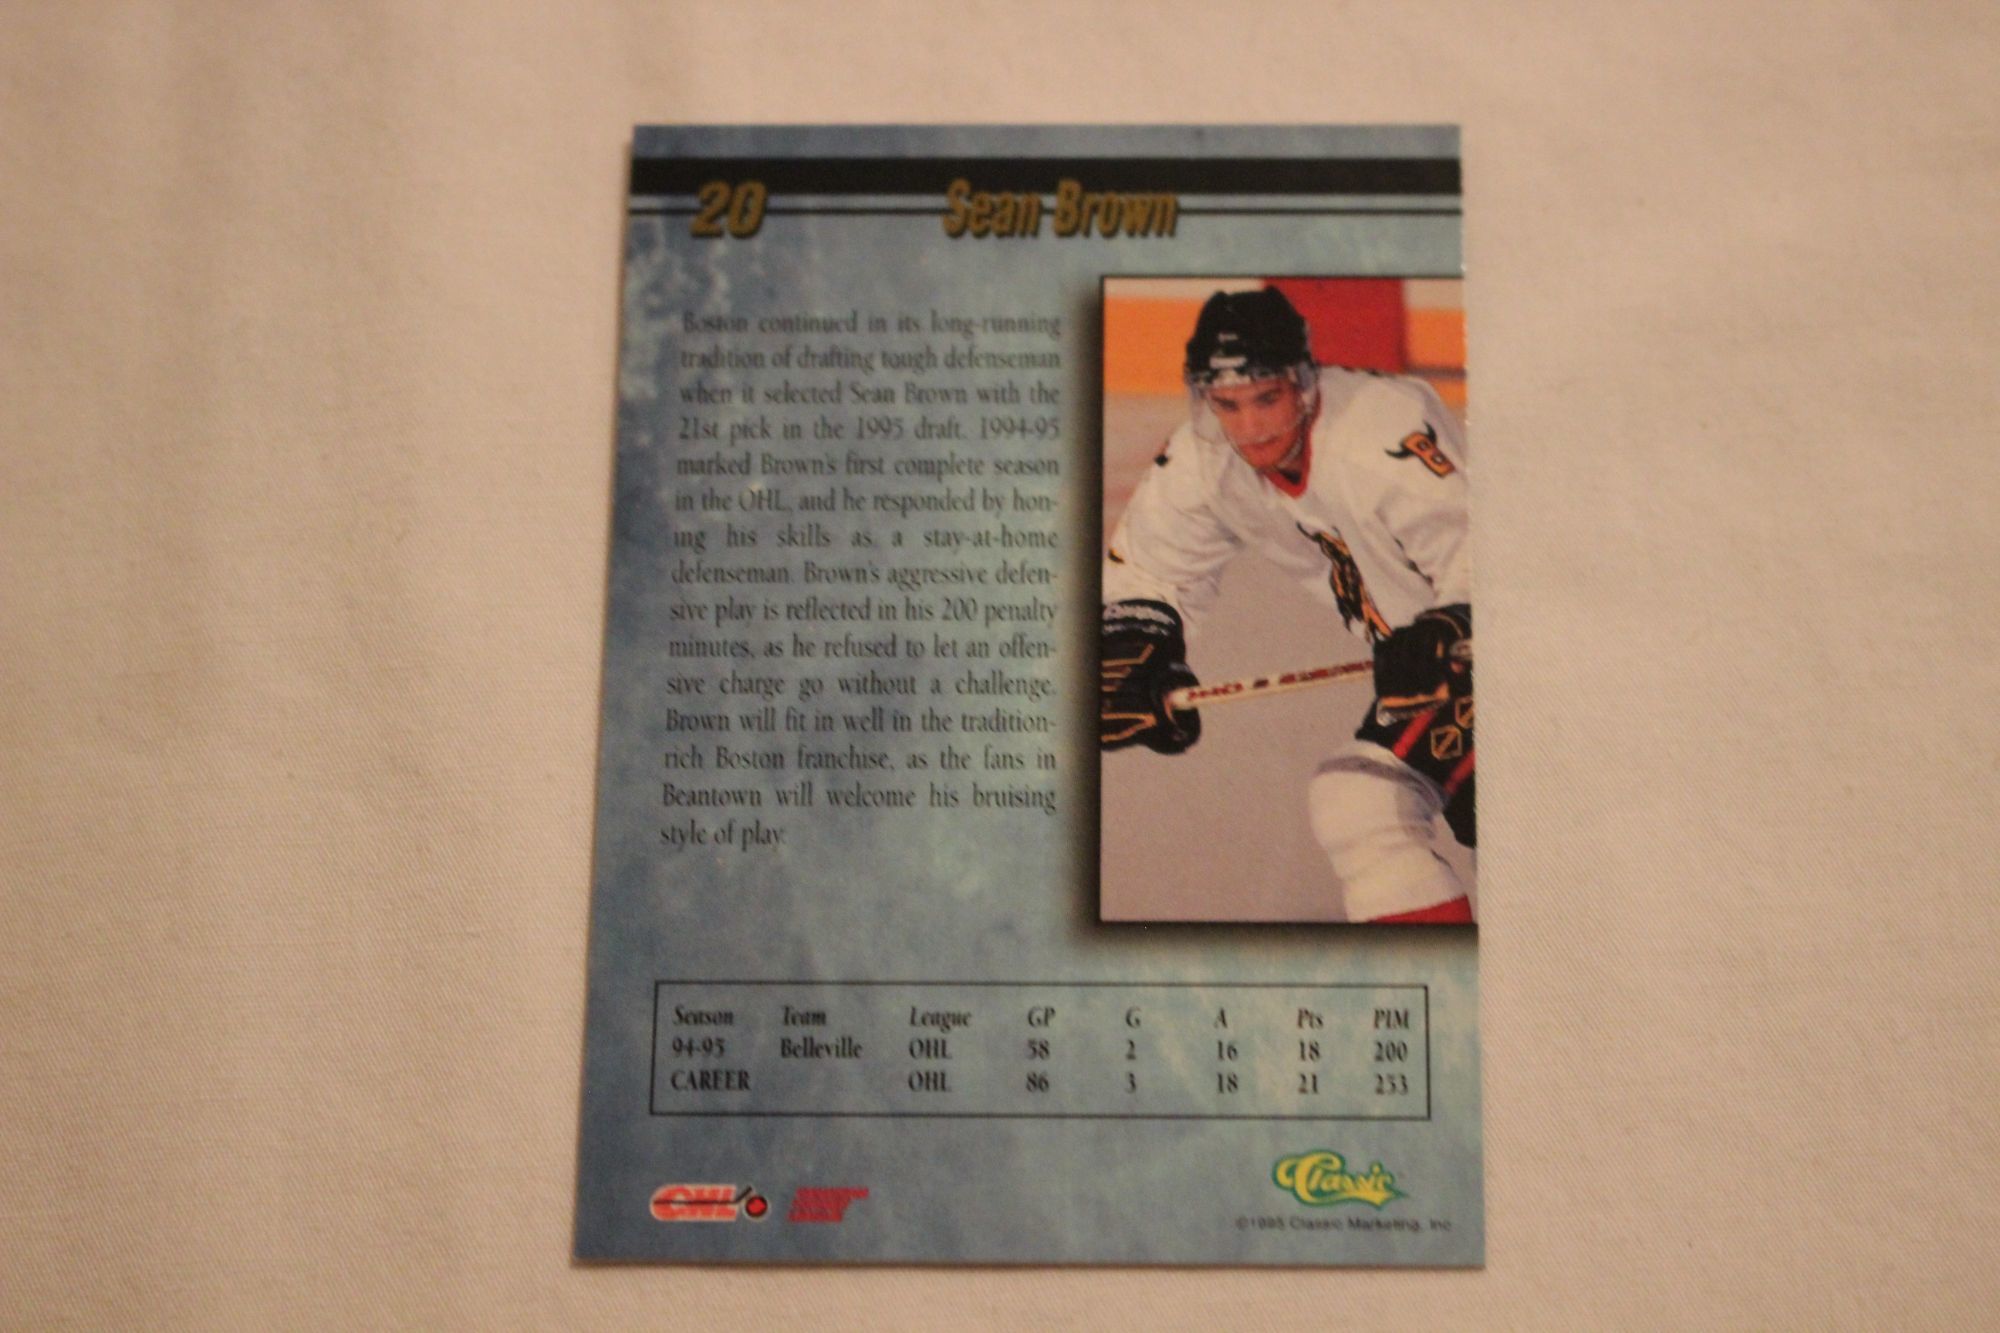 20 Sean Brown
Boston continued in its long-running
tradition of drafting tough defenseman
when it selected Sean Brown with the
21st pick in the 1995 draft. 1994-95
marked Brown's first complete season
in the OHL, and he responded by hon-
ing his skills as a stay-at-home
defenseman. Brown's aggressive defen-
sive play is reflected in his 200 penalty
minutes, as he refused to let an offen-
sive charge go without a challenge.
Brown will fit in well in the tradition-
rich Boston franchise, as the fans in
Beantown will welcome his bruising
style of play.
B
Season Team League GP G A Pts PIM
94-95 Belleville OHL 58 2 16 18 200
CAREER OHL 86 3 18 21 253
OHL
Classic
©1995 Classic Marketing, Inc